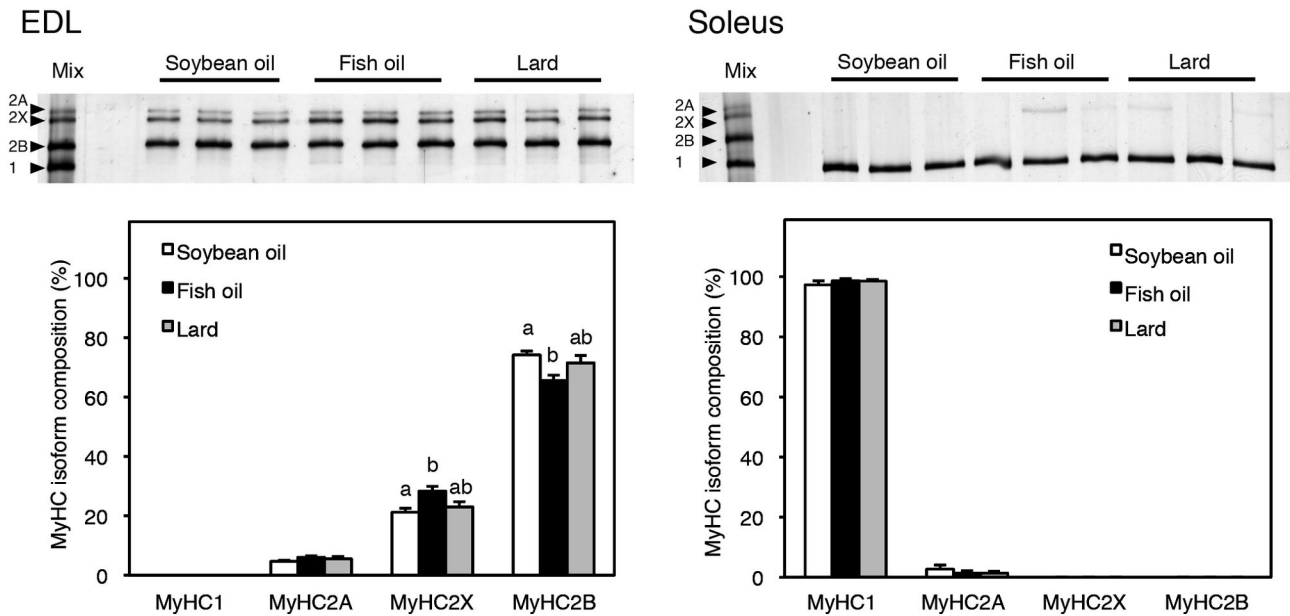 EDL
Mix Soybean oil Fish oil Lard
2A
2X
2B
1
MyHC isoform composition (%)
100
80
60
40
20
0
Soybean oil
Fish oil
Lard
a b ab
a b ab
MyHC1 MyHC2A MyHC2X MyHC2B
Soleus
Mix Soybean oil Fish oil Lard
2A
2X
2B
1
MyHC isoform composition (%)
100
80
60
40
20
0
Soybean oil
Fish oil
Lard
MyHC1 MyHC2A MyHC2X MyHC2B